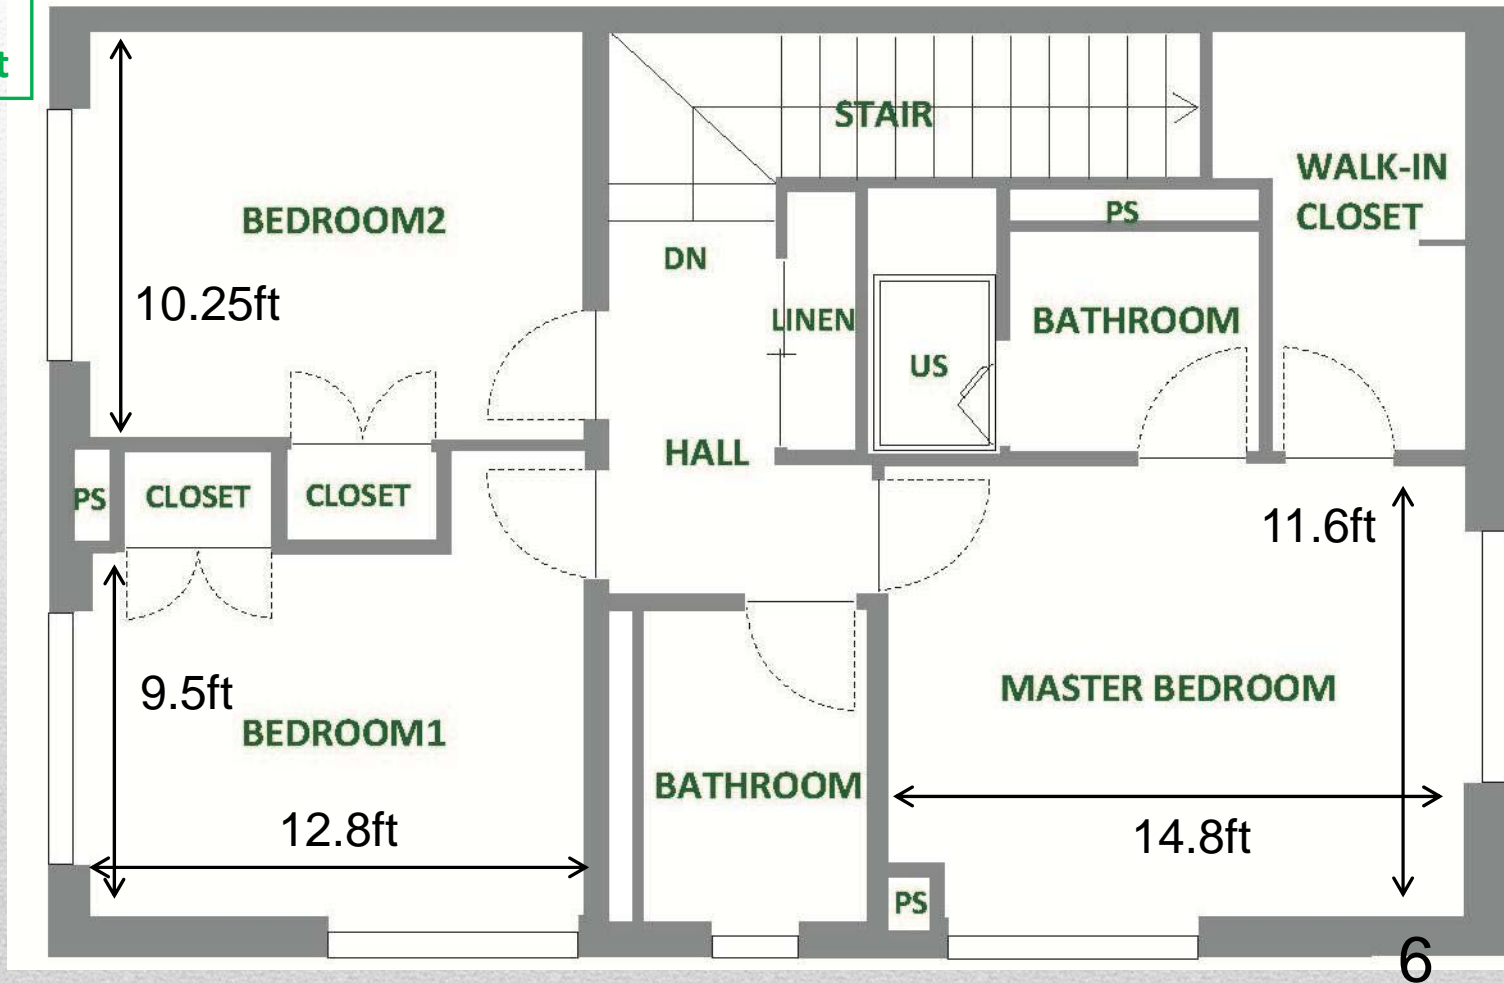 t
STAIR
WALK-IN
CLOSET
BEDROOM2
PS
DN
10.25ft
LINEN
BATHROOM
US
HALL
PS
CLOSET
CLOSET
11.6ft
9.5ft
MASTER BEDROOM
BEDROOM1
BATHROOM
12.8ft
14.8ft
PS
6